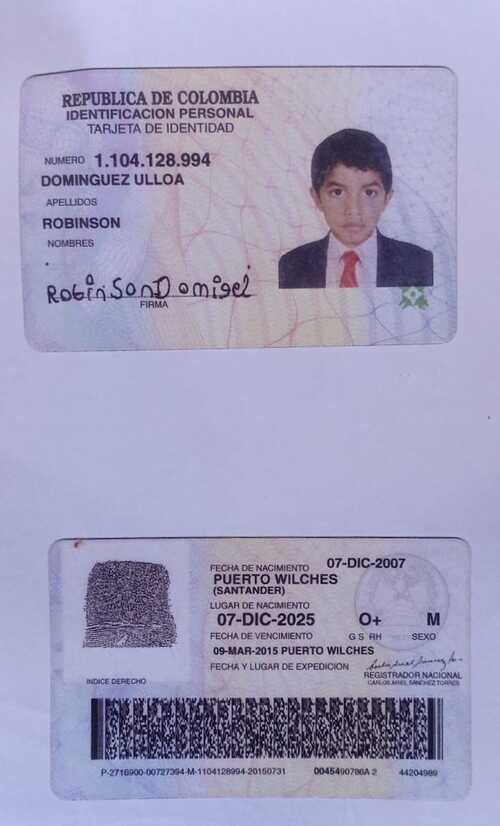 REPUBLICA DE COLOMBIA
IDENTIFICACION PERSONAL
TARJETA DE IDENTIDAD
NUMERO 1.104.128.994
DOMINGUEZ ULLOA
APELLIDOS
ROBINSON
NOMBRES
RobinSon Domigel
FIRMA
FECHA DE NACIMIENTO 07-DIC-2007
PUERTO WILCHES
(SANTANDER)
LUGAR DE NACIMIENTO
07-DIC-2025 O+ M
FECHA DE VENCIMIENTO G S RH SEXO
09-MAR-2015 PUERTO WILCHES
FECHA Y LUGAR DE EXPEDICION
REGISTRADOR NACIONAL
CARLOS ARIEL SANCHEZ TORRES
INDICE DERECHO
P-2716900-00727394-M-1104128994-20150731 0045490786A 2 44204989